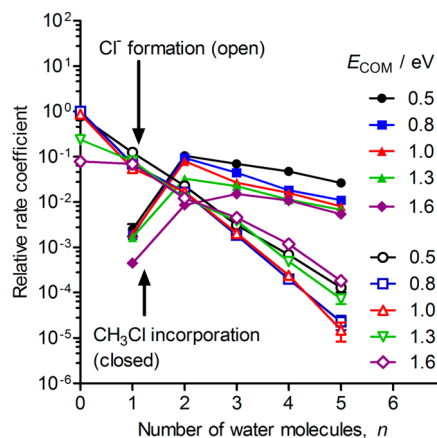 Cl⁻ formation (open)
CH₃Cl incorporation
(closed)
Relative rate coefficient
10²
10¹
10⁰
10⁻¹
10⁻²
10⁻³
10⁻⁴
10⁻⁵
10⁻⁶
0 1 2 3 4 5 6
Number of water molecules, n
E_COM / eV
0.5
0.8
1.0
1.3
1.6
0.5
0.8
1.0
1.3
1.6